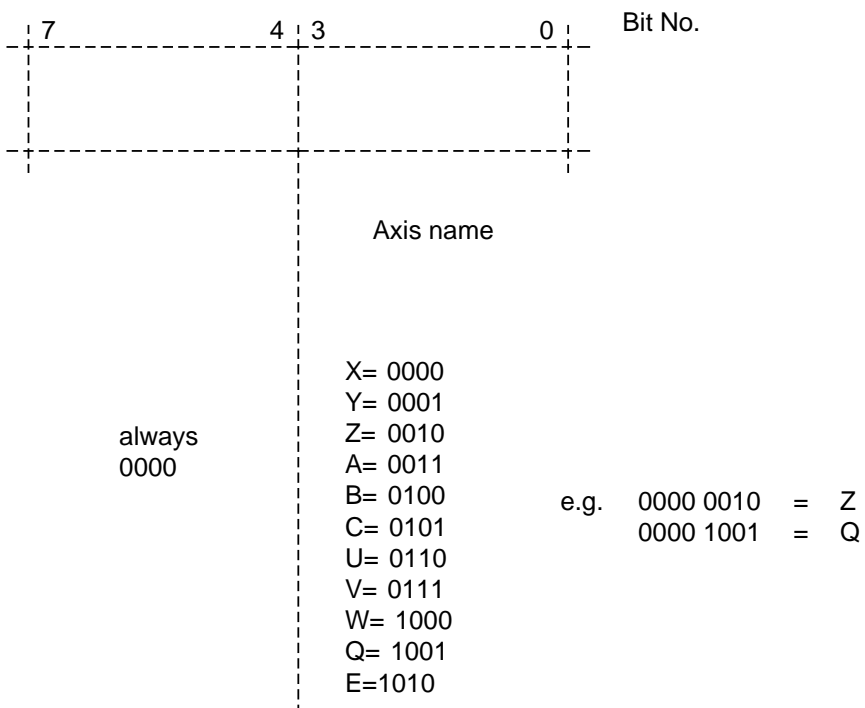 7 4 3 0 Bit No.
Axis name
always
0000
X= 0000
Y= 0001
Z= 0010
A= 0011
B= 0100
C= 0101
U= 0110
V= 0111
W= 1000
Q= 1001
E=1010
e.g. 0000 0010 = Z
0000 1001 = Q